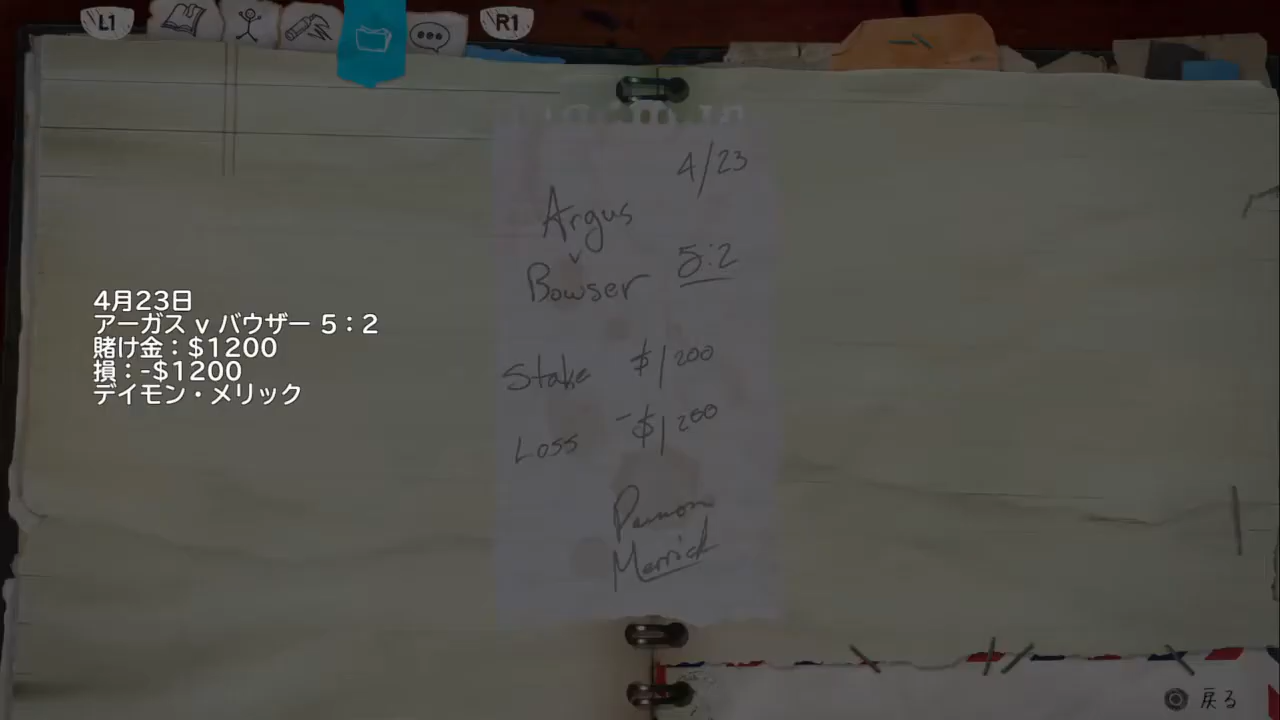 L1
R1
4/23
Argus
v
Bowser 5:2
Stake $1200
Loss -$1200
Damon
Merrick
4月23日
アーガス v バウザー 5：2
賭け金：$1200
損：-$1200
デイモン・メリック
戻る